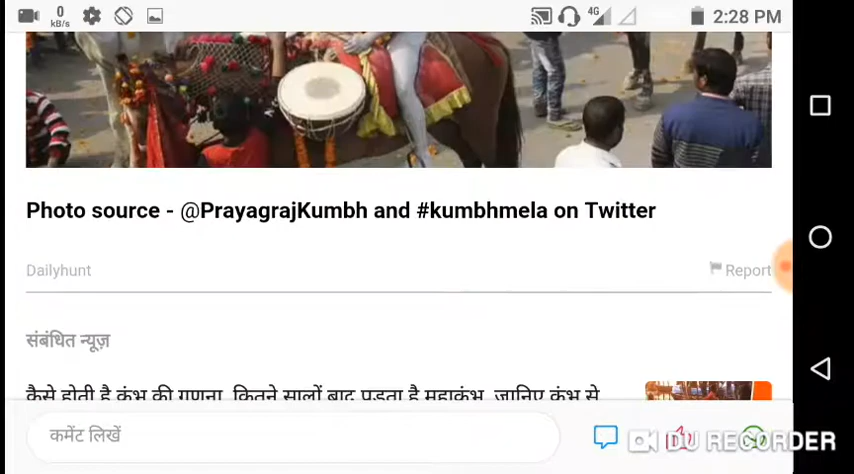 0
kB/s
4G
2:28 PM
Photo source - @PrayagrajKumbh and #kumbhmela on Twitter
Dailyhunt
Report
संबंधित न्यूज़
कैसे होती है कुंभ की गणना, कितने सालों बाद पड़ता है महाकुंभ, जानिए कुंभ से
कमेंट लिखें
DU RECORDER